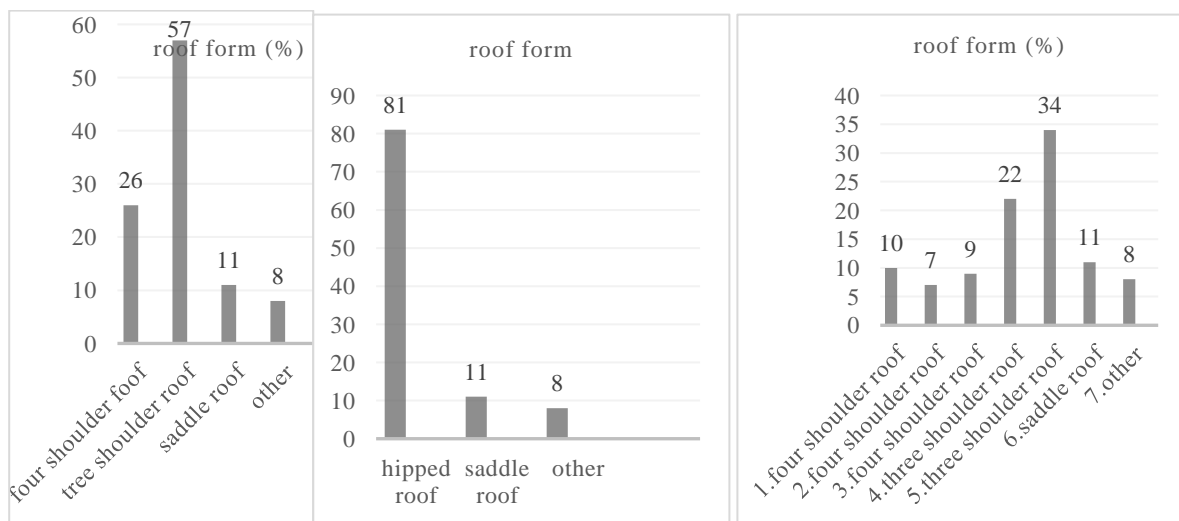 roof form (%)
60
50
40
30
20
10
0
26
57
11
8
four shoulder foof
tree shoulder roof
saddle roof
other
roof form
90
80
70
60
50
40
30
20
10
0
81
11
8
hipped
roof
saddle
roof
other
roof form (%)
40
35
30
25
20
15
10
5
0
10
7
9
22
34
11
8
1.four shoulder roof
2.four shoulder roof
3.four shoulder roof
4.three shoulder roof
5.three shoulder roof
6.saddle roof
7.other